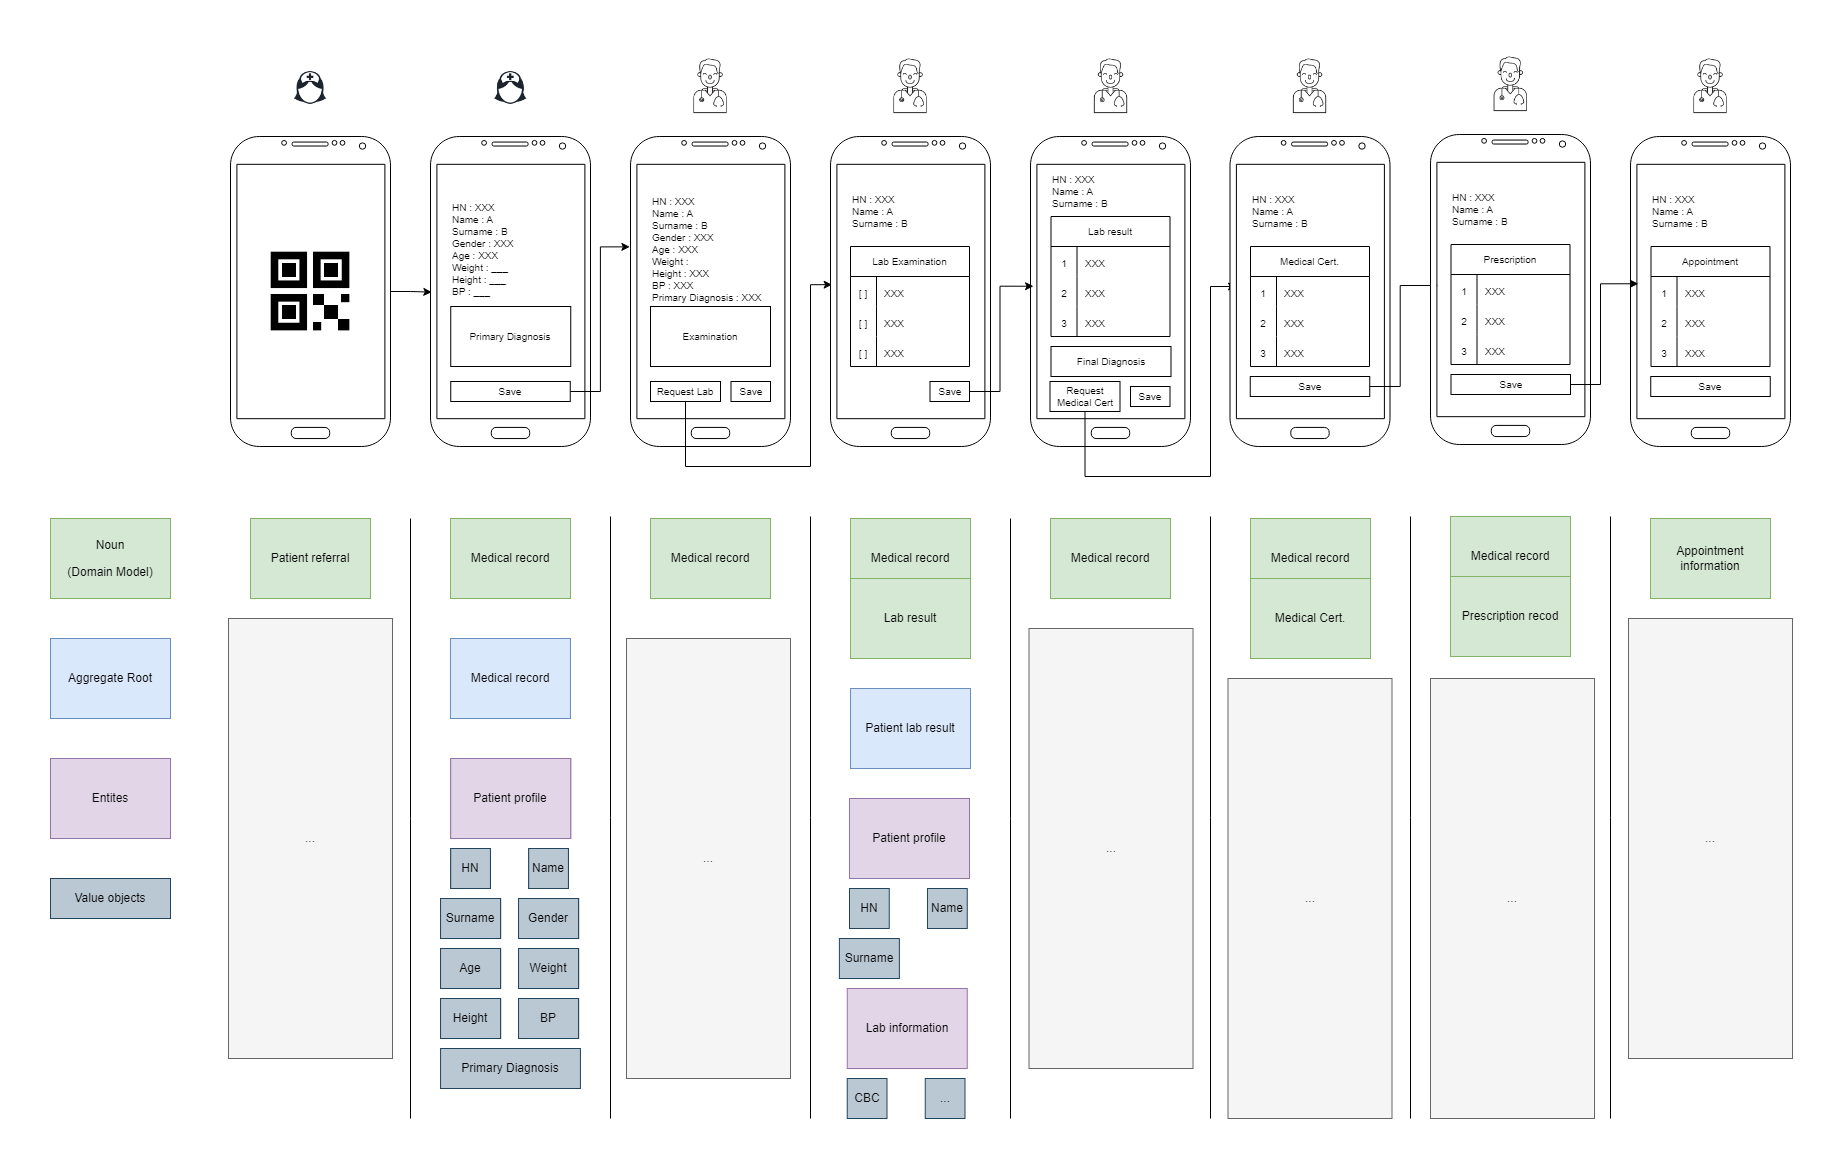 HN : XXX
Name : A
Surname : B
Gender : XXX
Age : XXX
Weight : ___
Height : ___
BP : ___
Primary Diagnosis
Save
HN : XXX
Name : A
Surname : B
Gender : XXX
Age : XXX
Weight :
Height : XXX
BP : XXX
Primary Diagnosis : XXX
Examination
Request Lab
Save
HN : XXX
Name : A
Surname : B
Lab Examination
[ ] XXX
[ ] XXX
[ ] XXX
Save
HN : XXX
Name : A
Surname : B
Lab result
1 XXX
2 XXX
3 XXX
Final Diagnosis
Request
Medical Cert
Save
HN : XXX
Name : A
Surname : B
Medical Cert.
1 XXX
2 XXX
3 XXX
Save
HN : XXX
Name : A
Surname : B
Prescription
1 XXX
2 XXX
3 XXX
Save
HN : XXX
Name : A
Surname : B
Appointment
1 XXX
2 XXX
3 XXX
Save
Noun
(Domain Model)
Aggregate Root
Entites
Value objects
Patient referral
...
Medical record
Medical record
Patient profile
HN
Name
Surname
Gender
Age
Weight
Height
BP
Primary Diagnosis
Medical record
...
Medical record
Lab result
Patient lab result
Patient profile
HN
Name
Surname
Lab information
CBC
...
Medical record
...
Medical record
Medical Cert.
...
Medical record
Prescription recod
...
Appointment
information
...